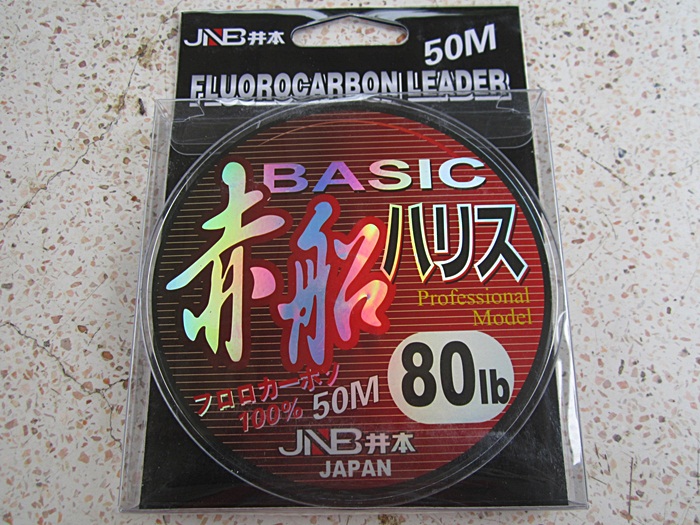 JNB井本
50M
FLUOROCARBON LEADER
BASIC
赤船ハリス
Professional
Model
80lb
フロロカーボン
100% 50M
JNB井本
JAPAN